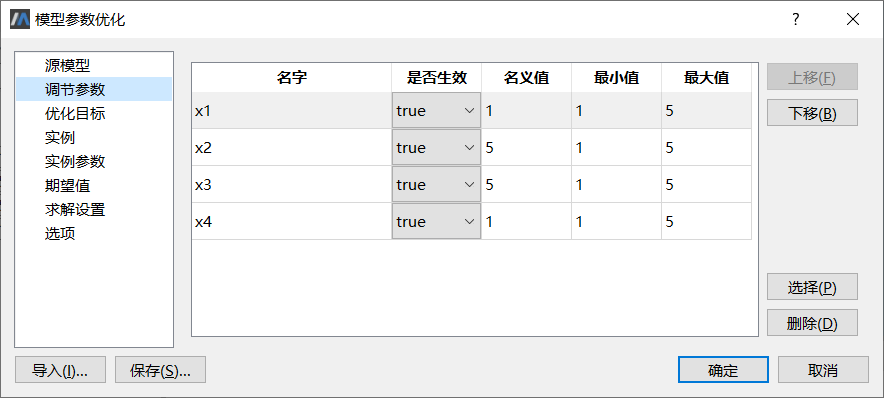 模型参数优化
?
源模型
调节参数
优化目标
实例
实例参数
期望值
求解设置
选项
名字 是否生效 名义值 最小值 最大值
x1 true 1 1 5
x2 true 5 1 5
x3 true 5 1 5
x4 true 1 1 5
上移(F)
下移(B)
选择(P)
删除(D)
导入(I)... 保存(S)... 确定 取消